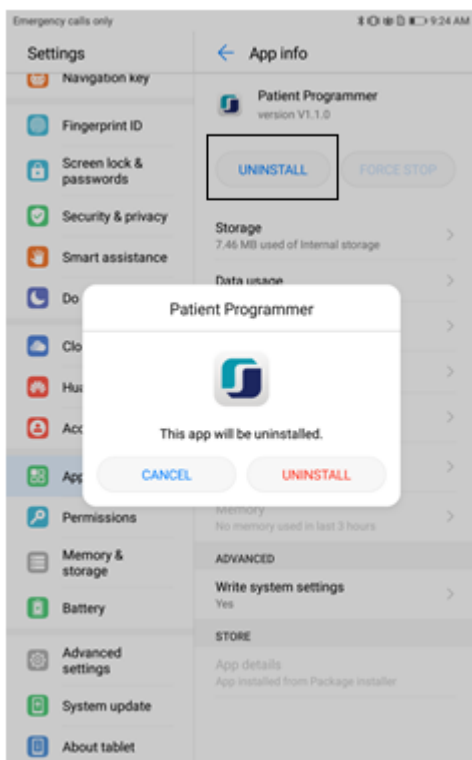 Emergency calls only
9:24 AM
Settings
App info
Navigation key
Patient Programmer
version V1.1.0
Fingerprint ID
Screen lock &
passwords
UNINSTALL
FORCE STOP
Security & privacy
Storage
7.46 MB used of Internal storage
Smart assistance
Data usage
Do
Patient Programmer
Clo
Hua
Acc
This app will be uninstalled.
App
CANCEL
UNINSTALL
Memory
No memory used in last 3 hours
Permissions
Memory &
storage
ADVANCED
Write system settings
Yes
Battery
STORE
Advanced
settings
App details
App installed from Package installer
System update
About tablet